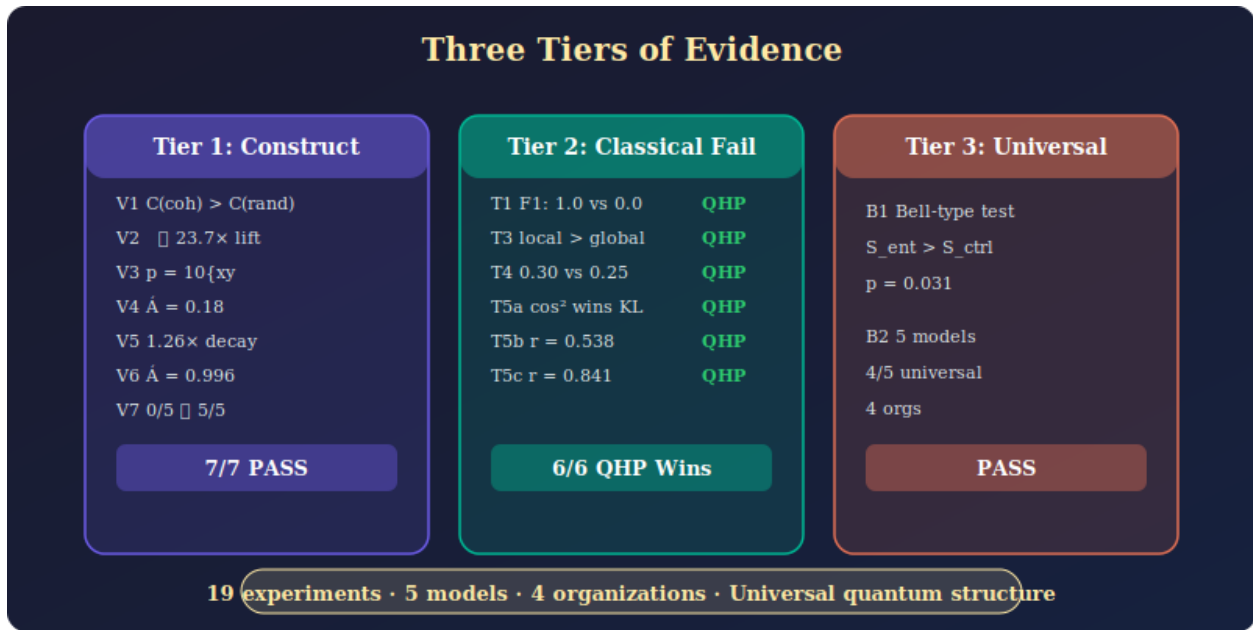 Three Tiers of Evidence
Tier 1: Construct
V1 C(coh) > C(rand)
V2 ▯ 23.7× lift
V3 p = 10{xy
V4 Á = 0.18
V5 1.26× decay
V6 Á = 0.996
V7 0/5 ▯ 5/5
7/7 PASS
Tier 2: Classical Fail
T1 F1: 1.0 vs 0.0 QHP
T3 local > global QHP
T4 0.30 vs 0.25 QHP
T5a cos² wins KL QHP
T5b r = 0.538 QHP
T5c r = 0.841 QHP
6/6 QHP Wins
Tier 3: Universal
B1 Bell-type test
S_ent > S_ctrl
p = 0.031
B2 5 models
4/5 universal
4 orgs
PASS
19 experiments · 5 models · 4 organizations · Universal quantum structure